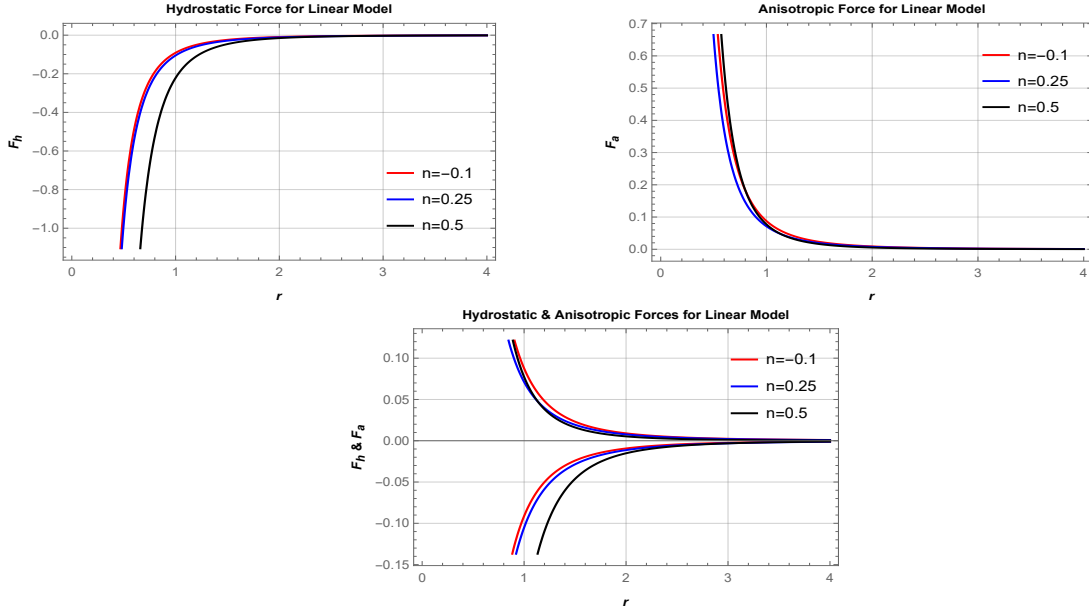 Hydrostatic Force for Linear Model
0.0
−0.2
−0.4
−0.6
−0.8
−1.0
F_h
n=−0.1
n=0.25
n=0.5
0 1 2 3 4
r
Anisotropic Force for Linear Model
0.7
0.6
0.5
0.4
0.3
0.2
0.1
0.0
F_a
n=−0.1
n=0.25
n=0.5
0 1 2 3 4
r
Hydrostatic & Anisotropic Forces for Linear Model
0.10
0.05
0.00
−0.05
−0.10
−0.15
F_h & F_a
n=−0.1
n=0.25
n=0.5
0 1 2 3 4
r